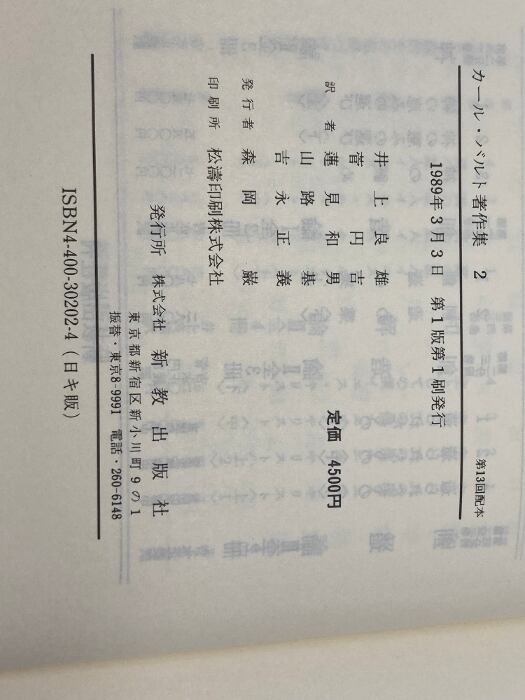 カール・バルト著作集 2
第13回配本
1989年3月3日 第1版第1刷発行
定価 4500円
訳者
井上良雄
菅円吉
蓮見和男
山路基
吉永正義
発行者 森岡巌
印刷所 松濤印刷株式会社
発行所 株式会社 新教出版社
東京都新宿区新小川町9の1
振替・東京8-9991 電話・260-6148
ISBN4-400-30202-4(日キ販)